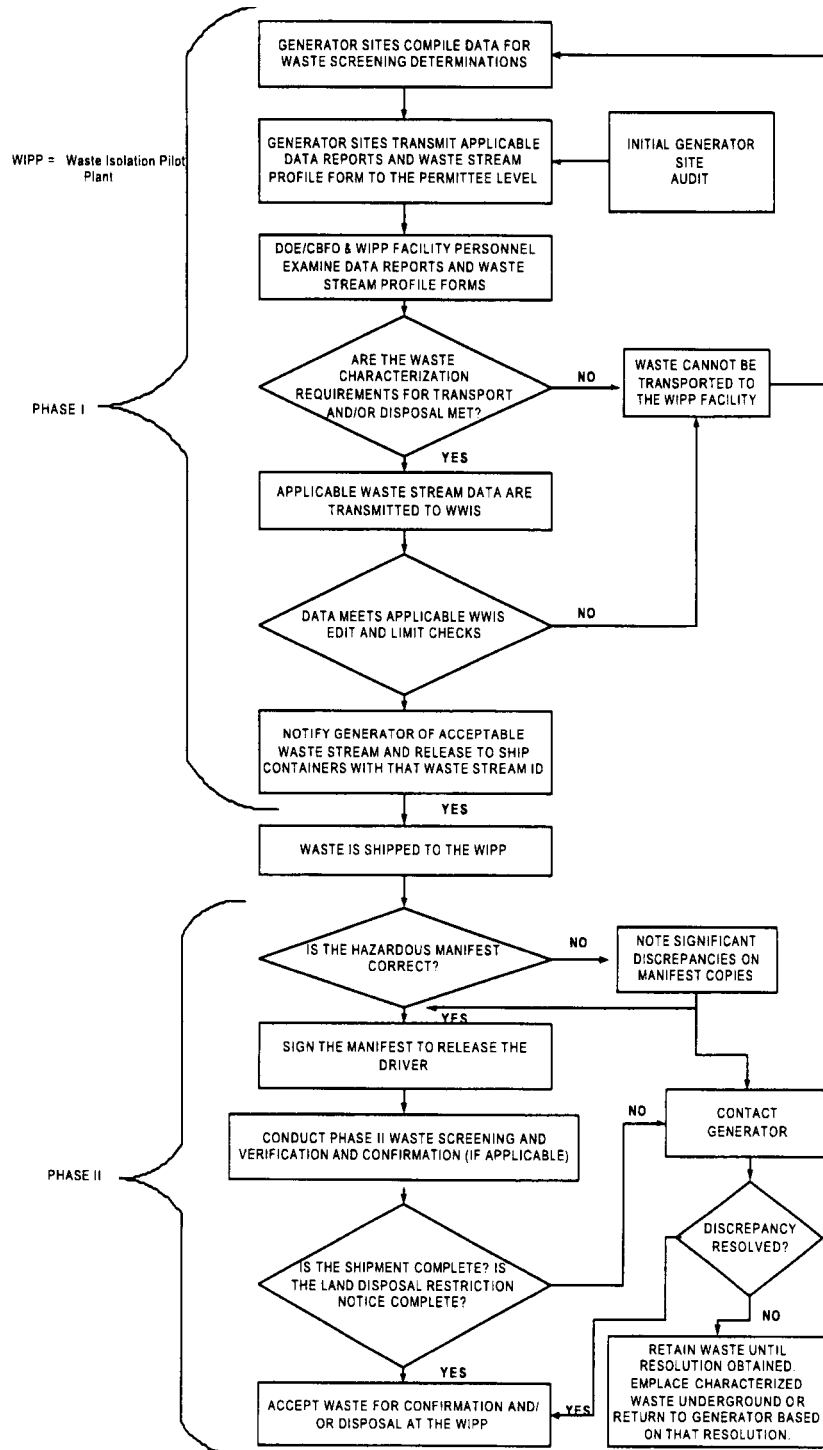 GENERATOR SITES COMPILE DATA FOR
WASTE SCREENING DETERMINATIONS
WIPP = Waste Isolation Pilot
Plant
GENERATOR SITES TRANSMIT APPLICABLE
DATA REPORTS AND WASTE STREAM
PROFILE FORM TO THE PERMITTEE LEVEL
INITIAL GENERATOR
SITE
AUDIT
DOE/CBFO & WIPP FACILITY PERSONNEL
EXAMINE DATA REPORTS AND WASTE
STREAM PROFILE FORMS
ARE THE WASTE
CHARACTERIZATION
REQUIREMENTS FOR TRANSPORT
AND/OR DISPOSAL MET?
NO
WASTE CANNOT BE
TRANSPORTED TO
THE WIPP FACILITY
PHASE I
YES
APPLICABLE WASTE STREAM DATA ARE
TRANSMITTED TO WWIS
DATA MEETS APPLICABLE WWIS
EDIT AND LIMIT CHECKS
NO
NOTIFY GENERATOR OF ACCEPTABLE
WASTE STREAM AND RELEASE TO SHIP
CONTAINERS WITH THAT WASTE STREAM ID
YES
WASTE IS SHIPPED TO THE WIPP
IS THE HAZARDOUS MANIFEST
CORRECT?
NO
NOTE SIGNIFICANT
DISCREPANCIES ON
MANIFEST COPIES
YES
SIGN THE MANIFEST TO RELEASE THE
DRIVER
NO
CONTACT
GENERATOR
CONDUCT PHASE II WASTE SCREENING AND
VERIFICATION AND CONFIRMATION (IF APPLICABLE)
PHASE II
DISCREPANCY
RESOLVED?
IS THE SHIPMENT COMPLETE? IS
THE LAND DISPOSAL RESTRICTION
NOTICE COMPLETE?
NO
YES
ACCEPT WASTE FOR CONFIRMATION AND/
OR DISPOSAL AT THE WIPP
YES
RETAIN WASTE UNTIL
RESOLUTION OBTAINED.
EMPLACE CHARACTERIZED
WASTE UNDERGROUND OR
RETURN TO GENERATOR BASED
ON THAT RESOLUTION.